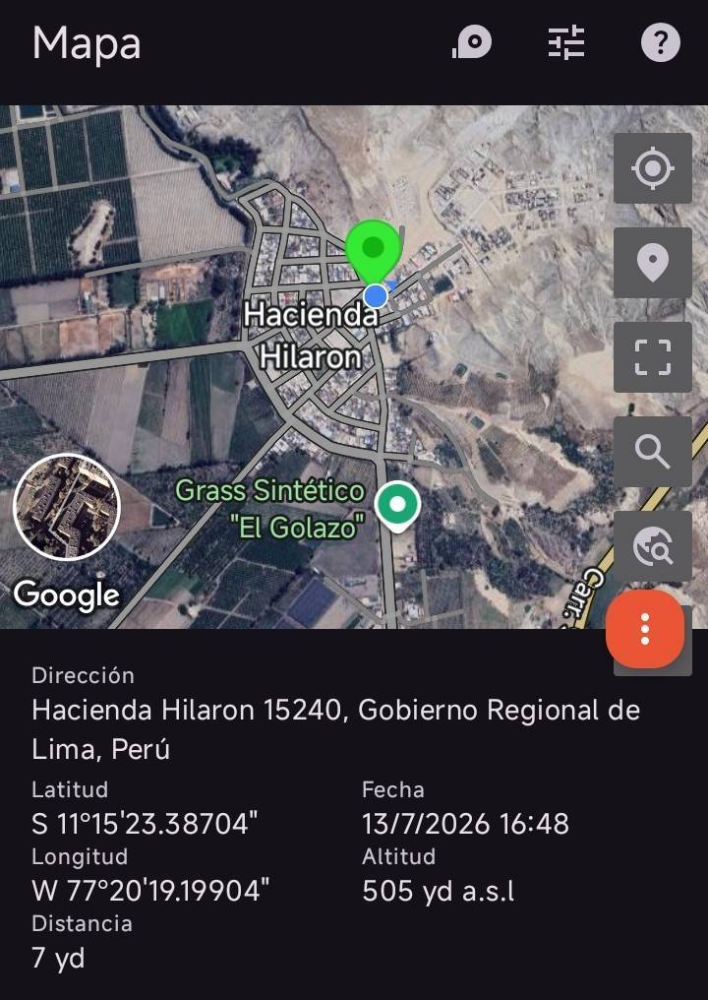 Mapa
Hacienda
Hilaron
Grass Sintético
"El Golazo"
Carr.
Google
Dirección
Hacienda Hilaron 15240, Gobierno Regional de
Lima, Perú
Latitud
Fecha
S 11°15'23.38704"
13/7/2026 16:48
Longitud
Altitud
W 77°20'19.19904"
505 yd a.s.l
Distancia
7 yd